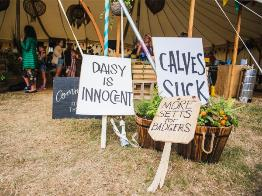 DAISY
IS
INNOCENT
CALVES
SUCK
MORE
SETTS
for
BADGERS